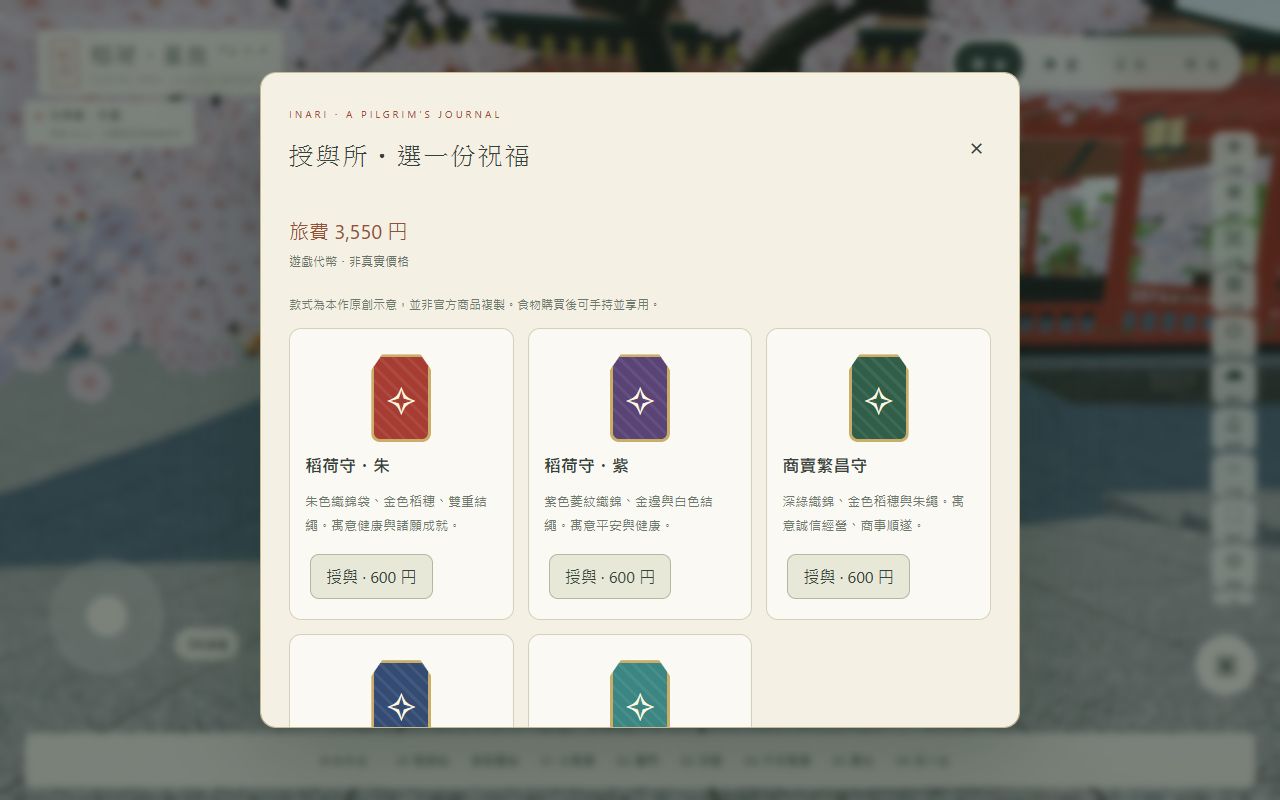 INARI · A PILGRIM'S JOURNAL
授與所・選一份祝福
×
旅費 3,550 円
遊戲代幣 · 非真實價格
款式為本作原創示意，並非官方商品複製。食物購買後可手持並享用。
稻荷守・朱
朱色織錦袋、金色稻穗、雙重結
繩。寓意健康與諸願成就。
授與 · 600 円
稻荷守・紫
紫色菱紋織錦、金邊與白色結
繩。寓意平安與健康。
授與 · 600 円
商賣繁昌守
深綠織錦、金色稻穗與朱繩。寓
意誠信經營、商事順遂。
授與 · 600 円